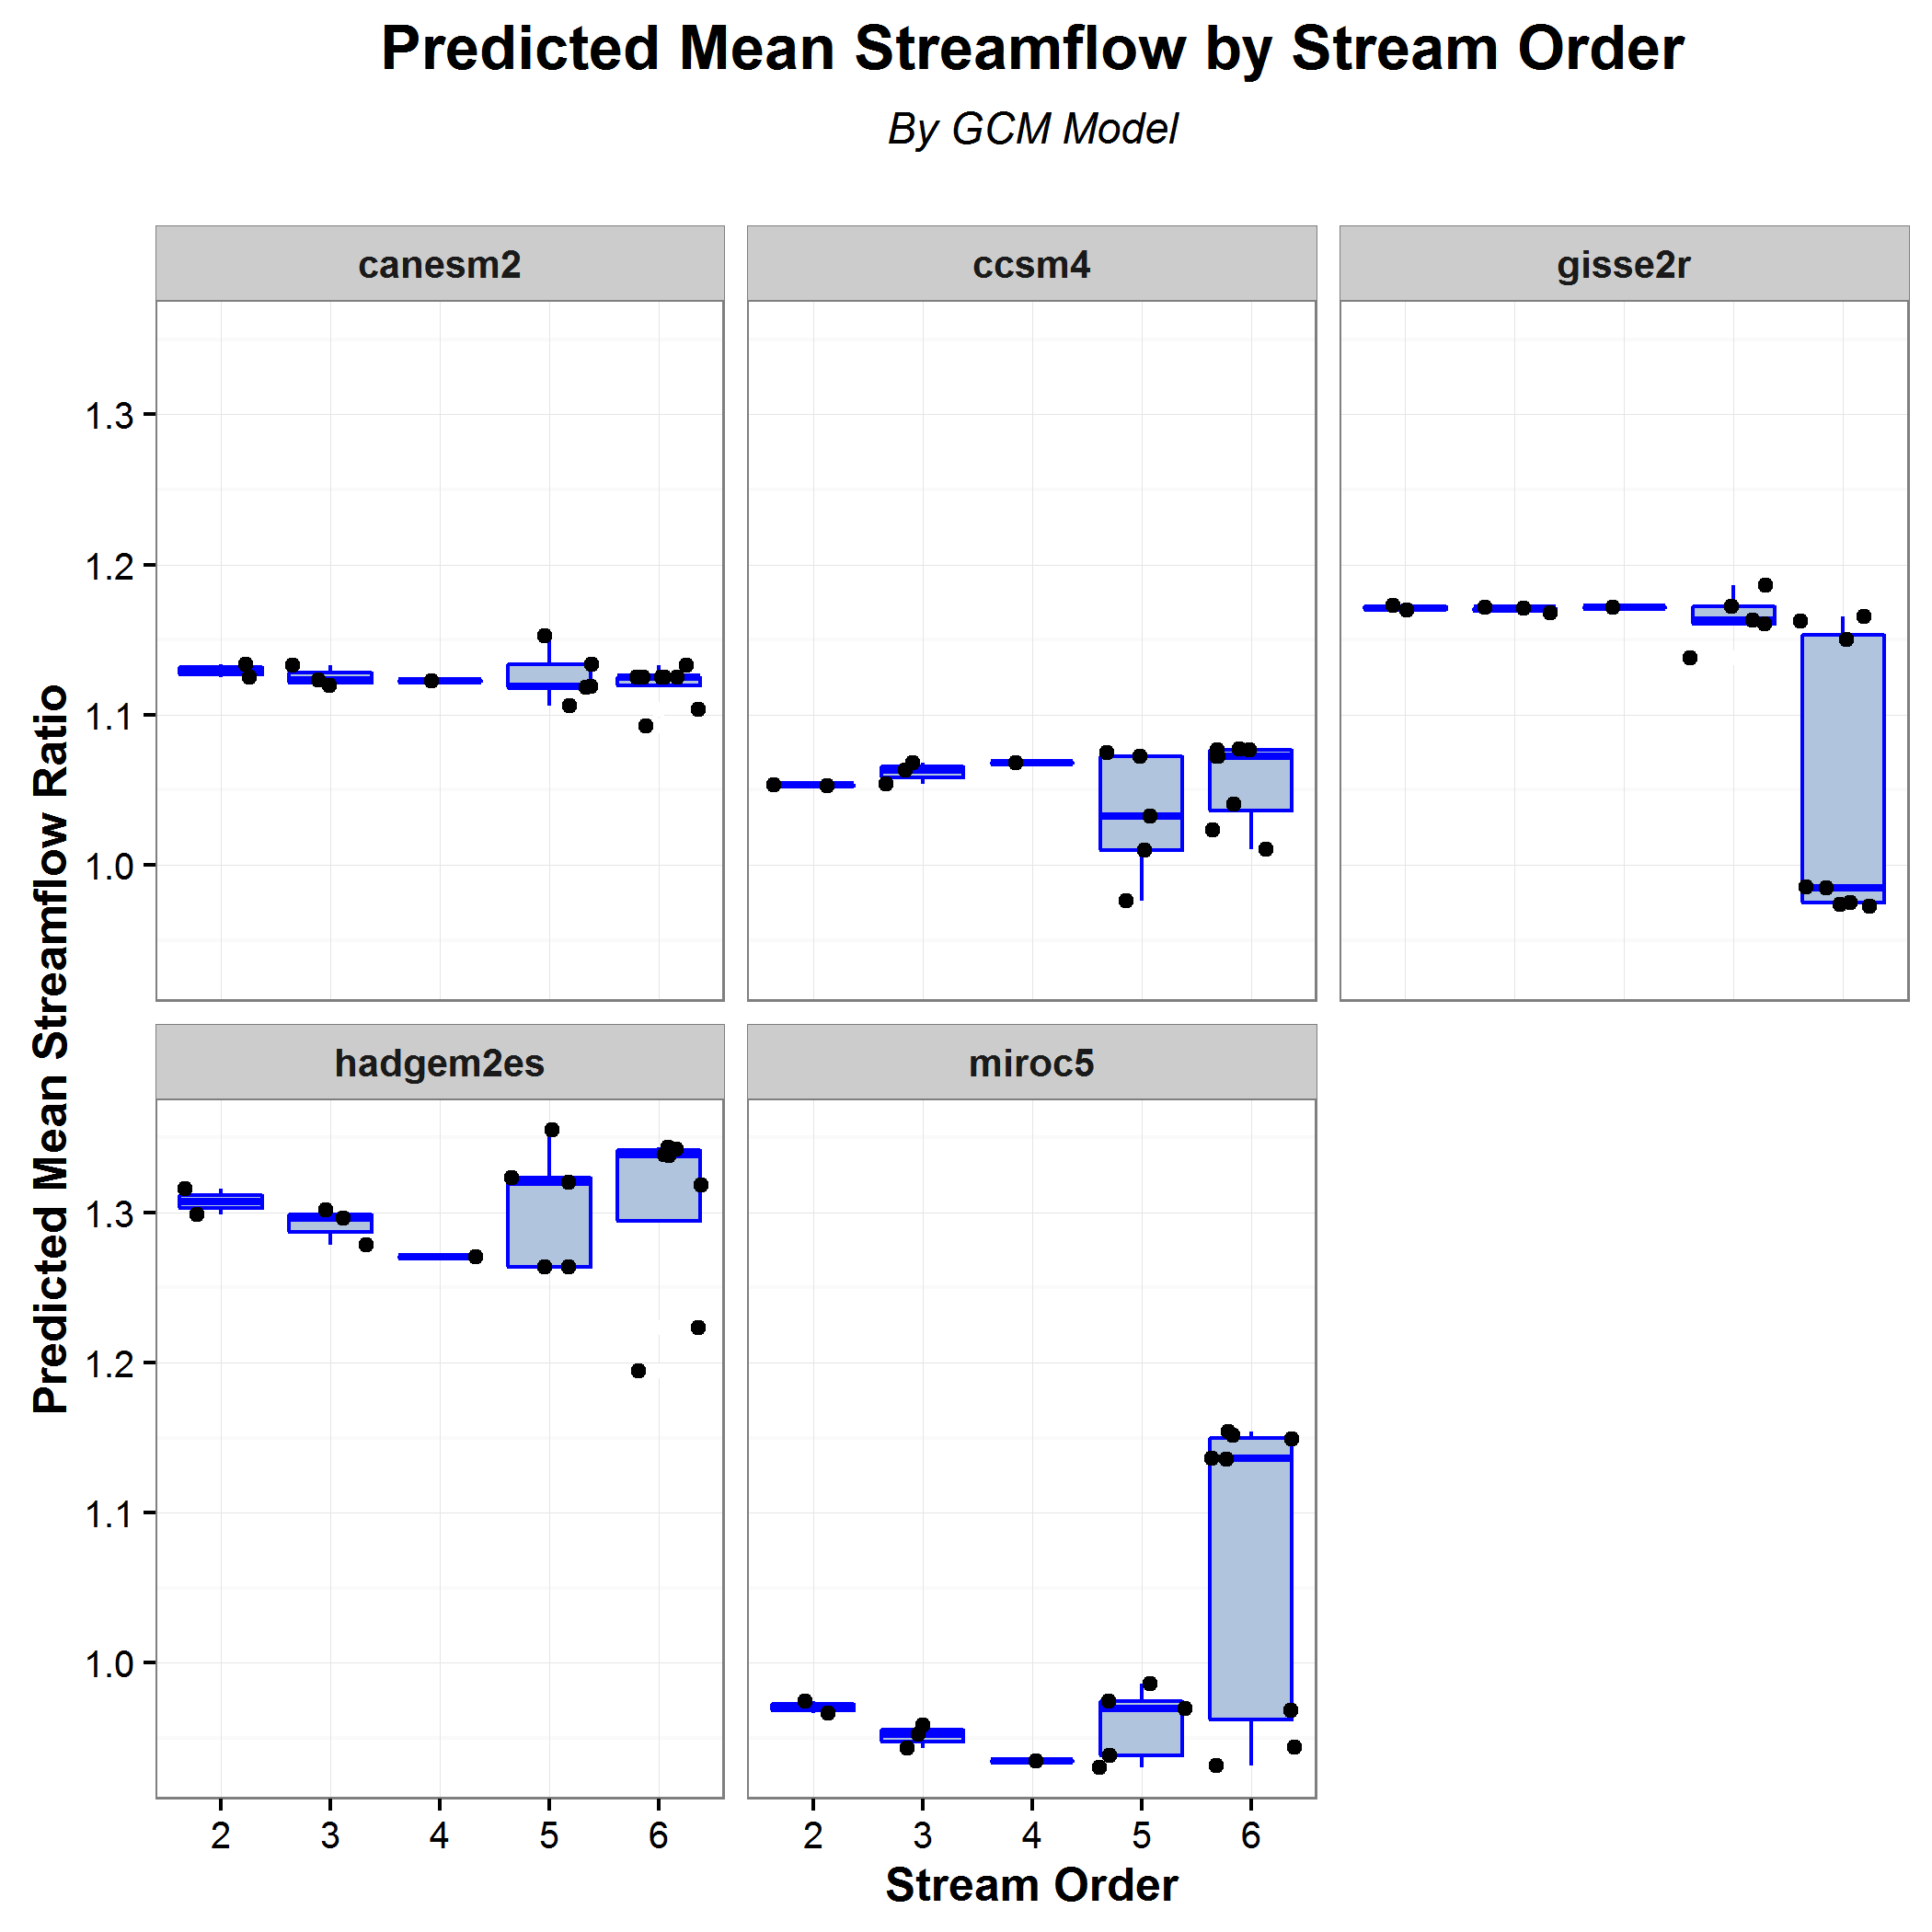 Predicted Mean Streamflow by Stream Order
By GCM Model
canesm2
ccsm4
gisse2r
1.3
1.2
1.1
1.0
Predicted Mean Streamflow Ratio
hadgem2es
miroc5
1.3
1.2
1.1
1.0
2 3 4 5 6
2 3 4 5 6
Stream Order